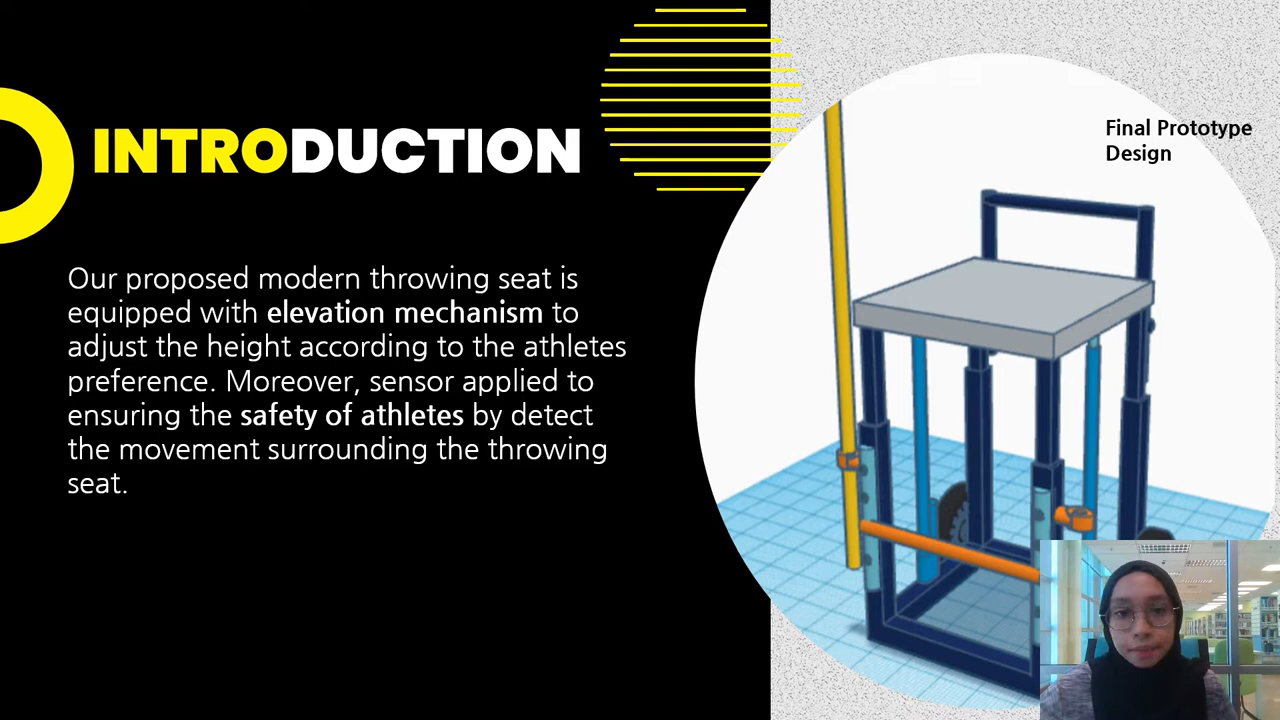 INTRODUCTION
Our proposed modern throwing seat is
equipped with elevation mechanism to
adjust the height according to the athletes
preference. Moreover, sensor applied to
ensuring the safety of athletes by detect
the movement surrounding the throwing
seat.
Final Prototype
Design